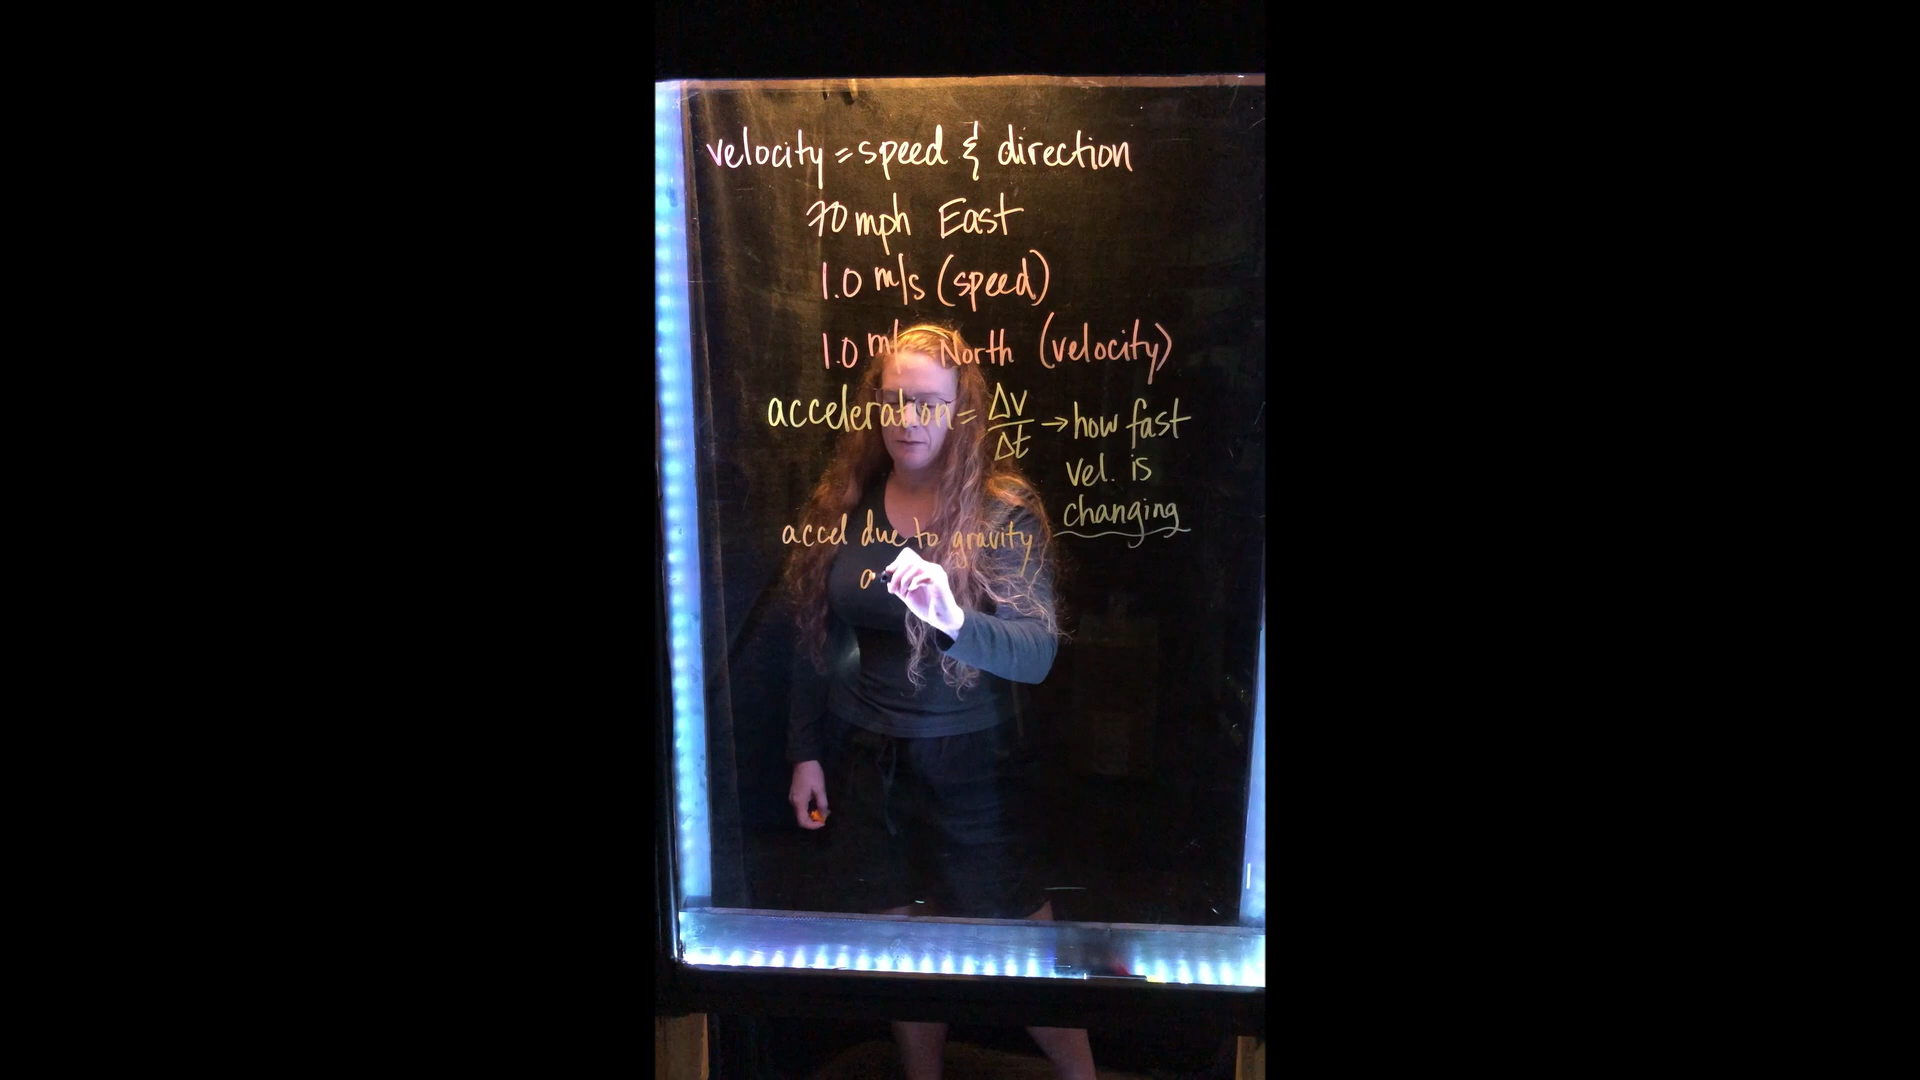 velocity = speed & direction
70 mph East
1.0 m/s (speed)
1.0 m/s North (velocity)
acceleration = Δv/Δt → how fast
vel. is
changing
accel due to gravity
a